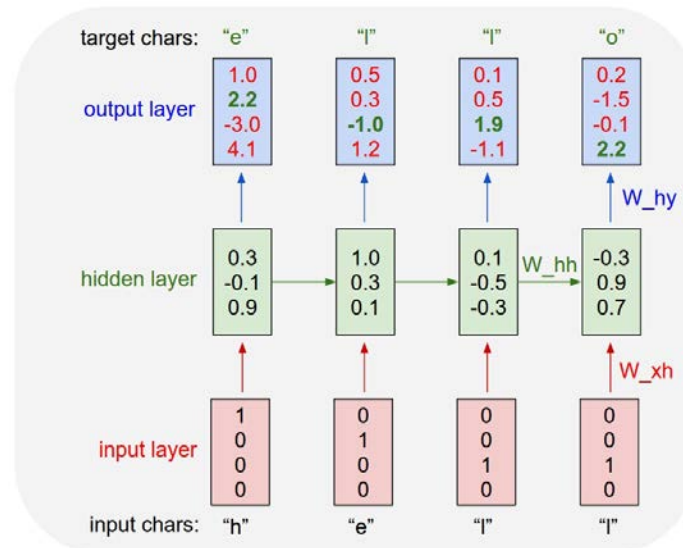 target chars: “e” “l” “l” “o”
output layer
1.0 0.5 0.1 0.2
2.2 0.3 0.5 -1.5
-3.0 -1.0 1.9 -0.1
4.1 1.2 -1.1 2.2
W_hy
hidden layer
0.3 1.0 0.1 -0.3
-0.1 0.3 -0.5 0.9
0.9 0.1 -0.3 0.7
W_hh
W_xh
input layer
1 0 0 0
0 1 0 0
0 0 1 1
0 0 0 0
input chars: “h” “e” “l” “l”